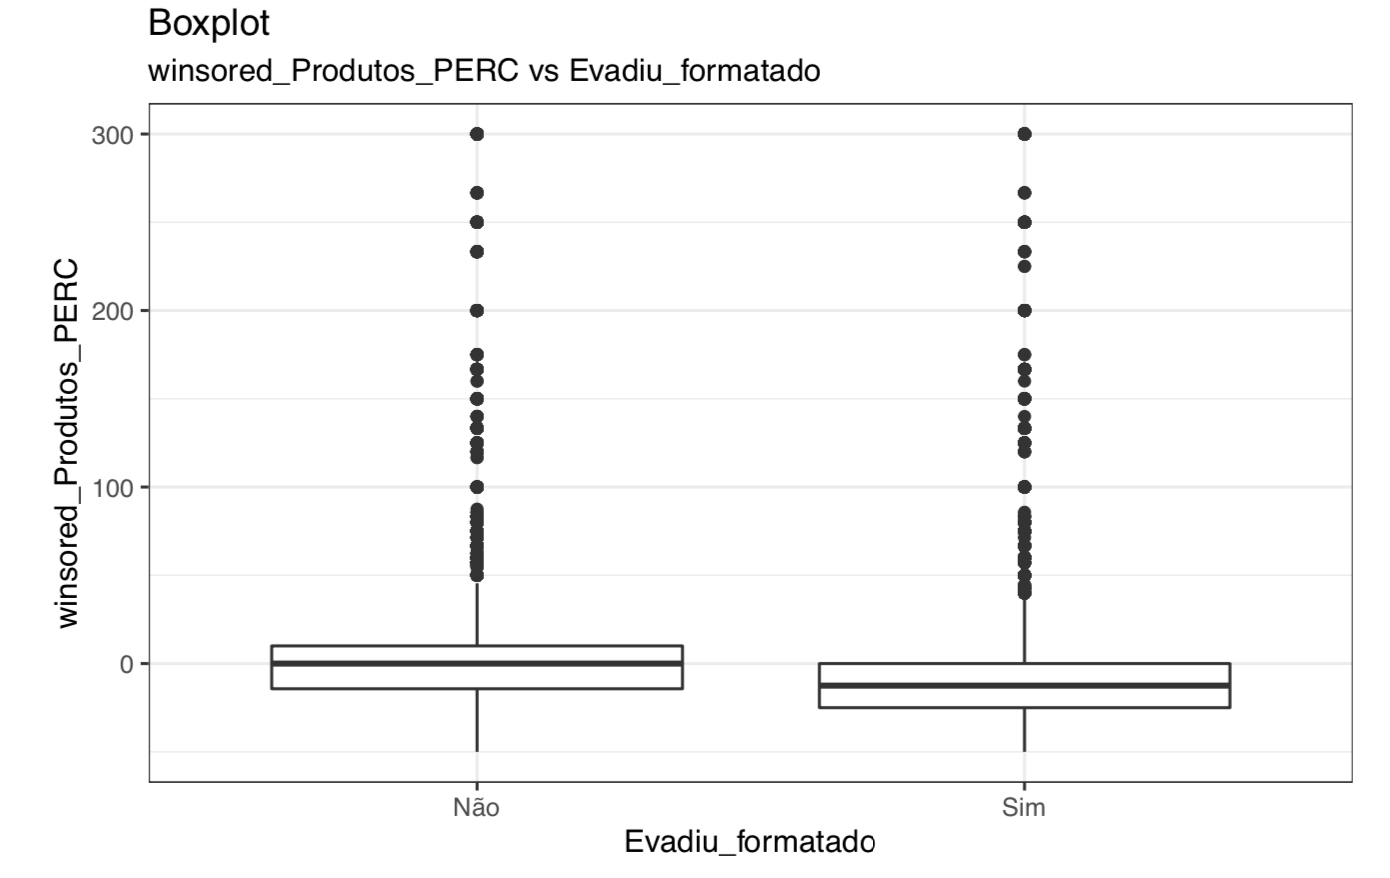 Boxplot
winsored_Produtos_PERC vs Evadiu_formatado
winsored_Produtos_PERC
300
200
100
0
Não
Sim
Evadiu_formatado